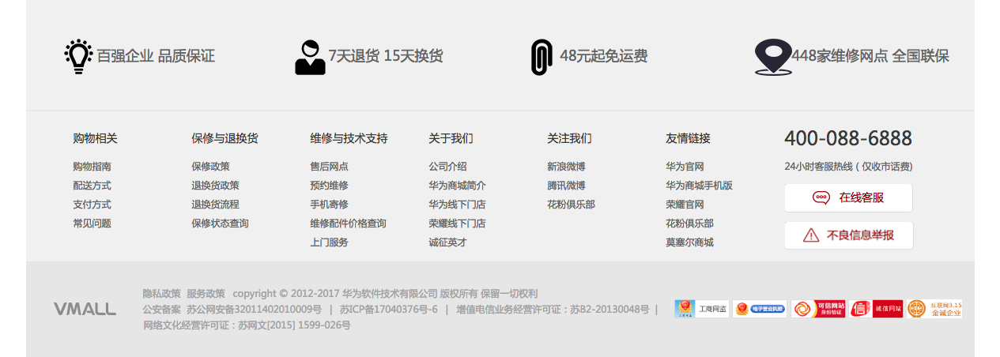 百强企业 品质保证
7天退货 15天换货
48元起免运费
448家维修网点 全国联保
购物相关
购物指南
配送方式
支付方式
常见问题
保修与退换货
保修政策
退换货政策
退换货流程
保修状态查询
维修与技术支持
售后网点
预约维修
手机寄修
维修配件价格查询
上门服务
关于我们
公司介绍
华为商城简介
华为线下门店
荣耀线下门店
诚征英才
关注我们
新浪微博
腾讯微博
花粉俱乐部
友情链接
华为官网
华为商城手机版
荣耀官网
花粉俱乐部
莫塞尔商城
400-088-6888
24小时客服热线（仅收市话费)
在线客服
不良信息举报
VMALL
隐私政策 服务政策 copyright © 2012-2017 华为软件技术有限公司 版权所有 保留一切权利
公安备案 苏公网安备32011402010009号 | 苏ICP备17040376号-6 | 增值电信业务经营许可证：苏B2-20130048号 |
网络文化经营许可证：苏网文[2015] 1599-026号
工商网监
电子营业执照
可信网站
身份验证
信
诚信网站
互联网3.15
金诚企业